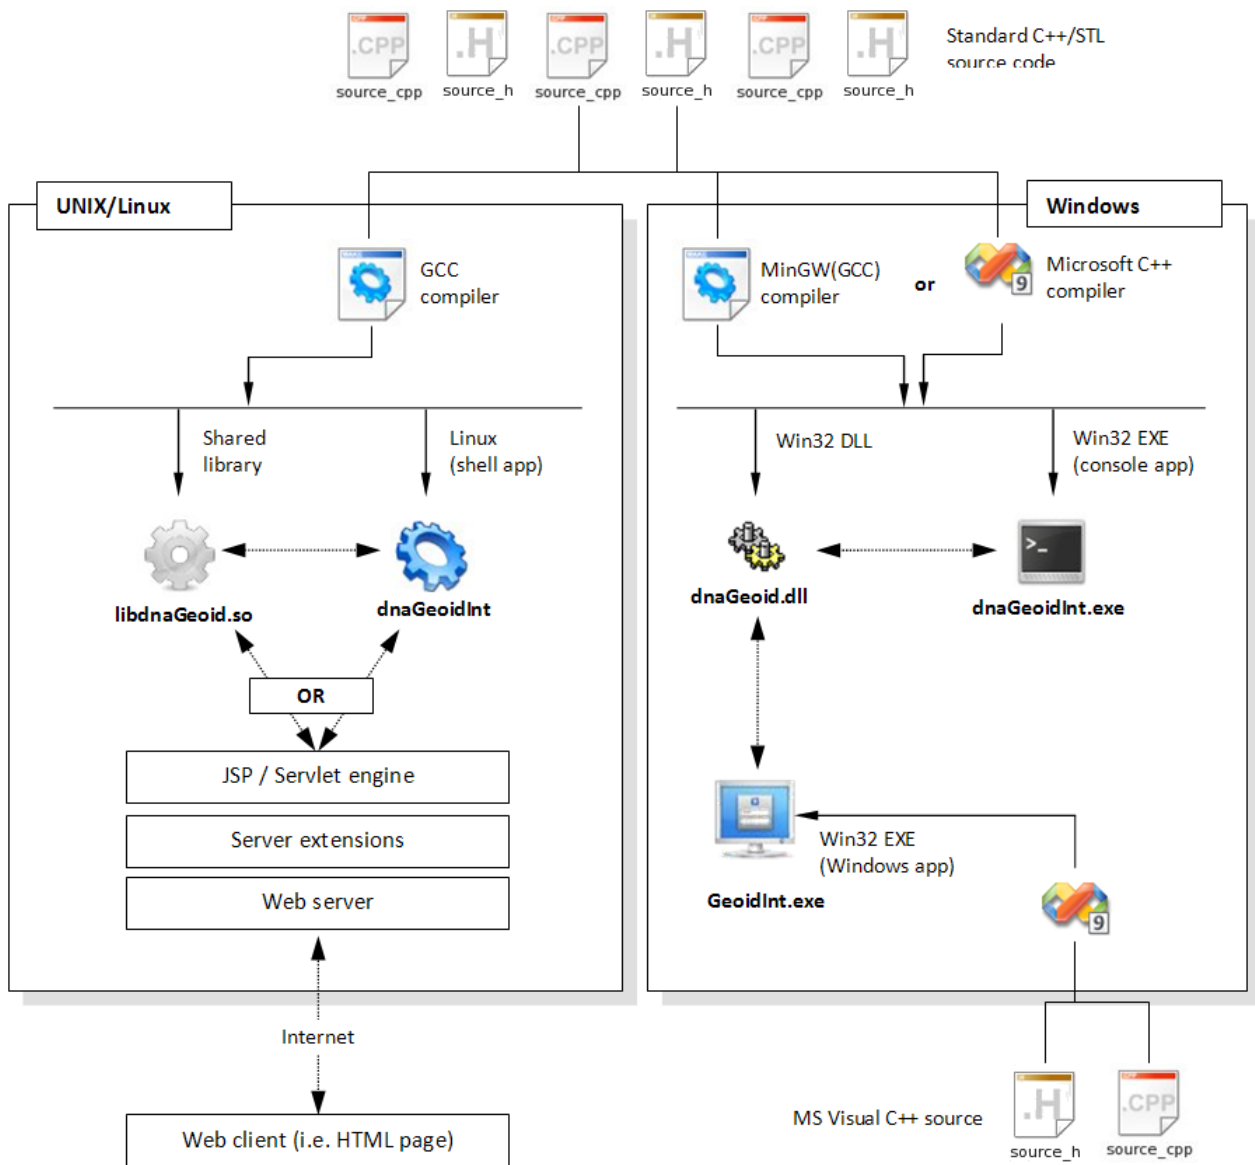 .CPP
.H
.CPP
.H
.CPP
.H
Standard C++/STL
source code
source_cpp
source_h
source_cpp
source_h
source_cpp
source_h
UNIX/Linux
GCC
compiler
Shared
library
Linux
(shell app)
libdnaGeoid.so
dnaGeoidInt
OR
JSP / Servlet engine
Server extensions
Web server
Internet
Web client (i.e. HTML page)
Windows
MinGW(GCC)
compiler
or
9
Microsoft C++
compiler
Win32 DLL
Win32 EXE
(console app)
>_
dnaGeoid.dll
dnaGeoidInt.exe
Win32 EXE
(Windows app)
GeoidInt.exe
9
MS Visual C++ source
.H
.CPP
source_h
source_cpp